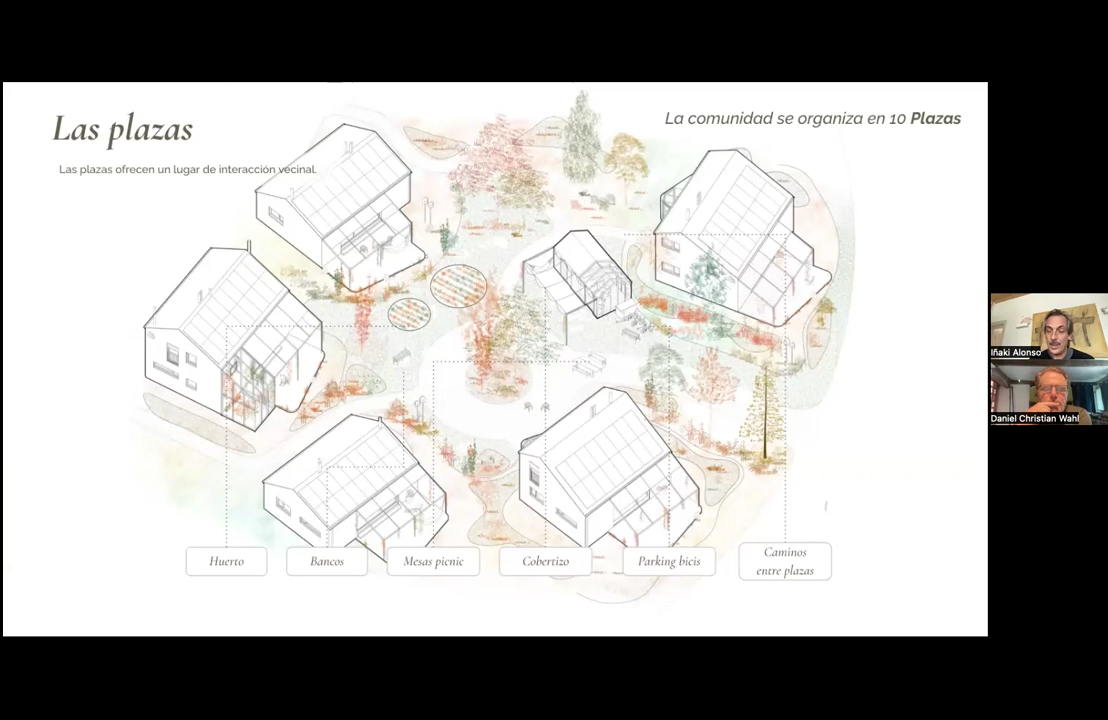 Las plazas
La comunidad se organiza en 10 Plazas
Las plazas ofrecen un lugar de interacción vecinal.
Iñaki Alonso
Daniel Christian Wahl
Huerto
Bancos
Mesas picnic
Cobertizo
Parking bicis
Caminos
entre plazas